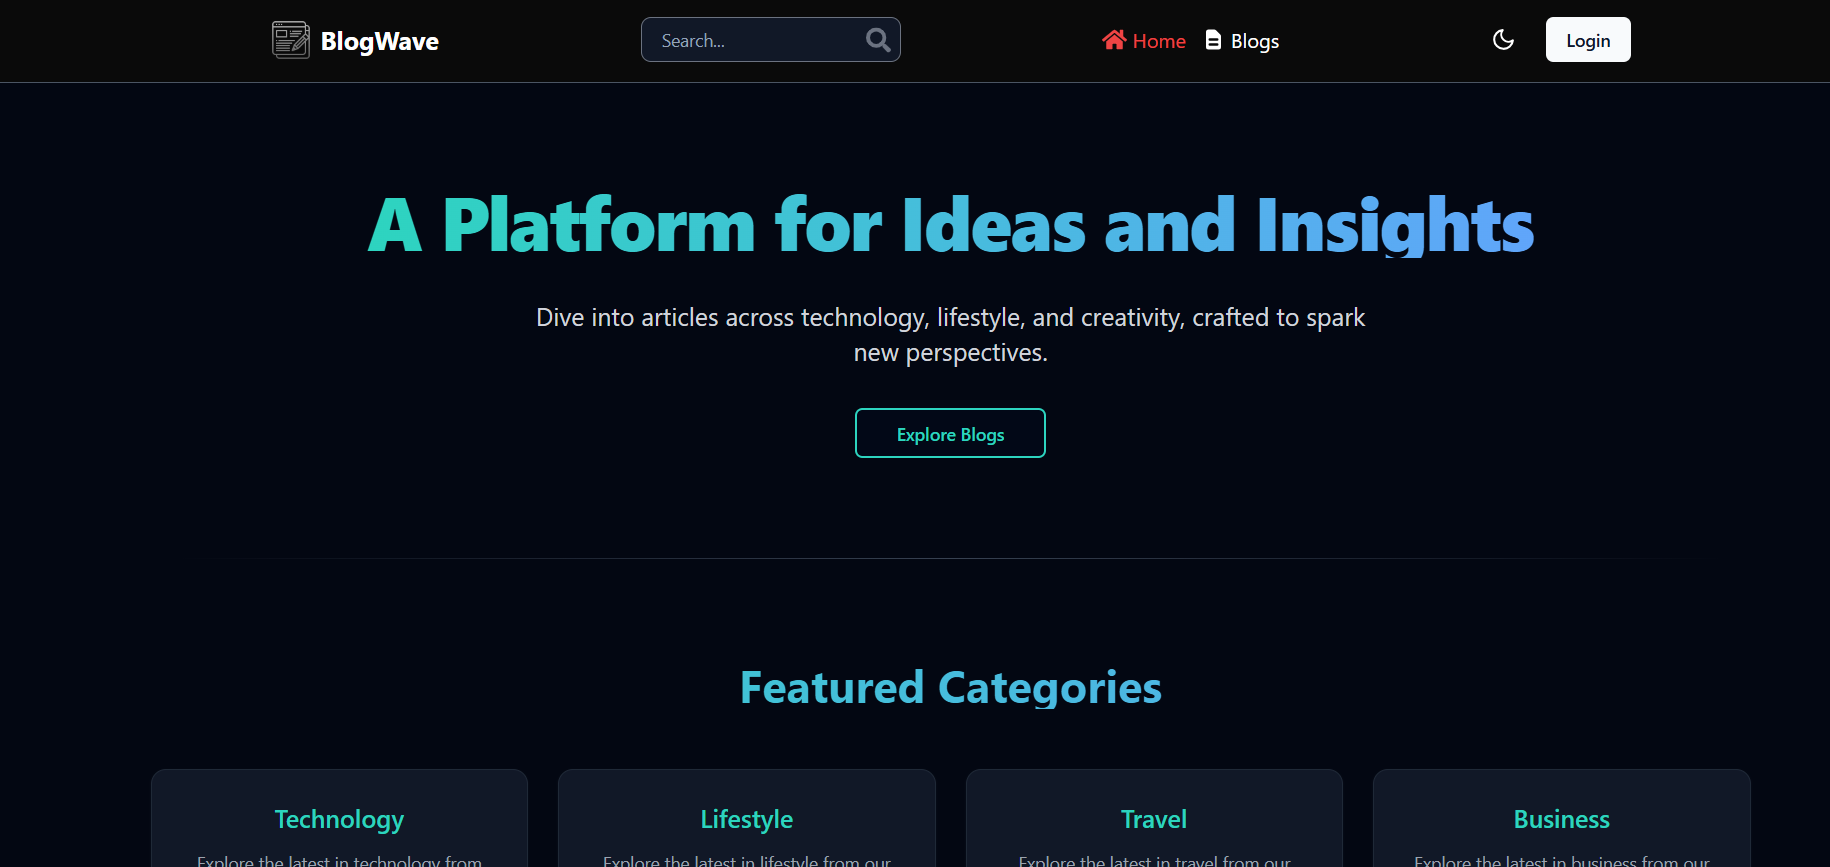 BlogWave
Search...
Home
Blogs
Login
A Platform for Ideas and Insights
Dive into articles across technology, lifestyle, and creativity, crafted to spark
new perspectives.
Explore Blogs
Featured Categories
Technology
Explore the latest in technology from
Lifestyle
Explore the latest in lifestyle from our
Travel
Explore the latest in travel from our
Business
Explore the latest in business from our